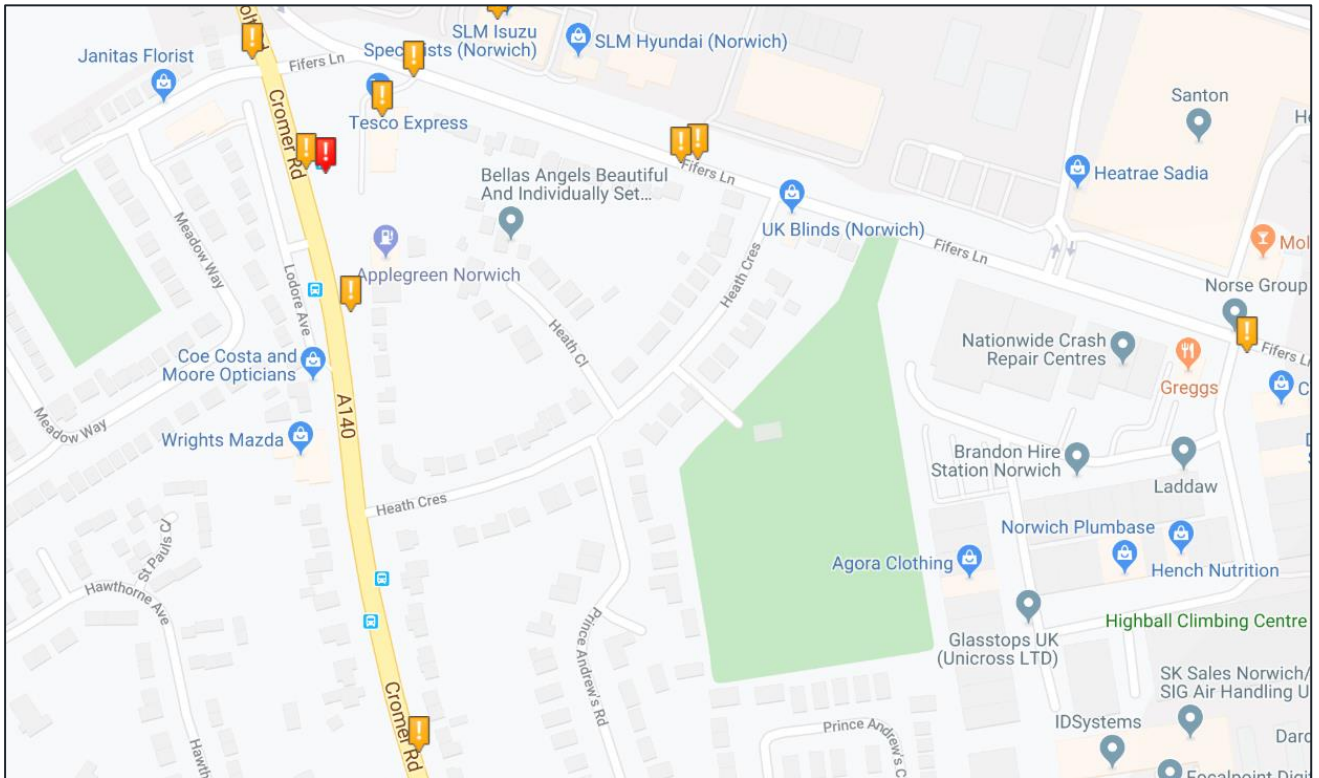 SLM Isuzu
Specialists (Norwich)
SLM Hyundai (Norwich)
Janitas Florist
Fifers Ln
Santon
Cromer Rd
Tesco Express
Bellas Angels Beautiful
And Individually Set...
Fifers Ln
Heatrae Sadia
UK Blinds (Norwich)
Meadow Way
Lodore Ave
Applegreen Norwich
Heath Cres
Fifers Ln
Mol
Norse Group
Heath Cl
Coe Costa and
Moore Opticians
Nationwide Crash
Repair Centres
Fifers Ln
Greggs
C
A140
Meadow Way
Wrights Mazda
Brandon Hire
Station Norwich
Laddaw
Heath Cres
St Pauls Cl
Norwich Plumbase
Agora Clothing
Hench Nutrition
Hawthorne Ave
Prince Andrew's Rd
Glasstops UK
(Unicross LTD)
Highball Climbing Centre
SK Sales Norwich/
SIG Air Handling U
Cromer Rd
Prince Andrew's C
IDSystems
Darc
Hawth
Focalpoint Digi